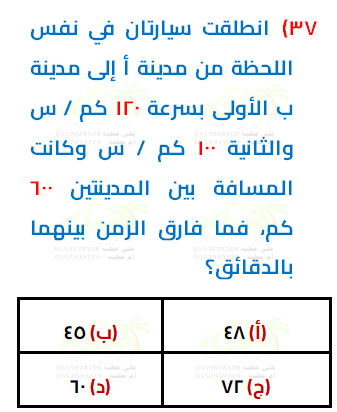 ٣٧) انطلقت سيارتان في نفس
اللحظة من مدينة أ إلى مدينة
ب الأولى بسرعة ١٢٠ كم / س
والثانية ١٠٠ كم / س وكانت
المسافة بين المدينتين ٦٠٠
كم، فما فارق الزمن بينهما
بالدقائق؟
(أ) ٤٨ (ب) ٤٥
(ج) ٧٢ (د) ٦٠